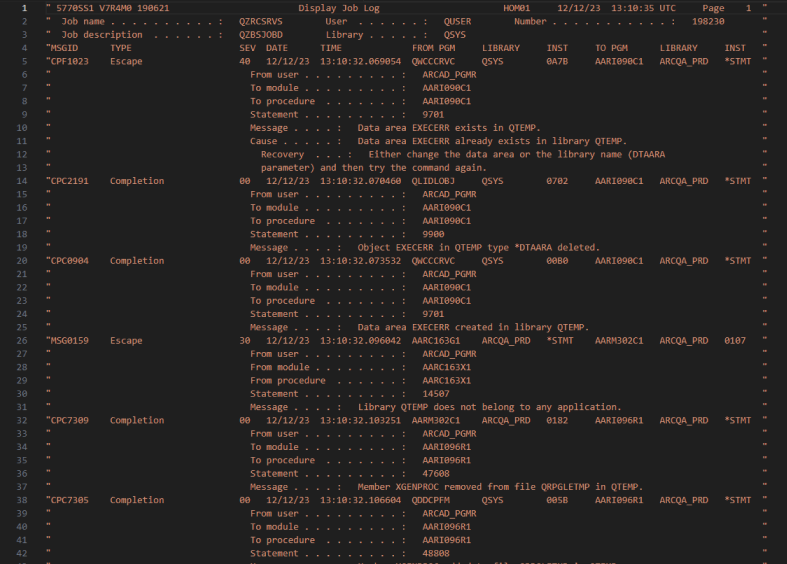 1 " 5770SS1 V7R4M0 190621 Display Job Log HOM01 12/12/23 13:10:35 UTC Page 1 "
2 " Job name . . . . . . . . . . : QZRCSRVS User . . . . . . : QUSER Number . . . . . . . . . . . : 198230 "
3 " Job description . . . . . . : QZBSJOBD Library . . . . . : QSYS "
4 "MSGID TYPE SEV DATE TIME FROM PGM LIBRARY INST TO PGM LIBRARY INST "
5 "CPF1023 Escape 40 12/12/23 13:10:32.069054 QWCCCRVC QSYS 0A7B AARI090C1 ARCQA_PRD *STMT "
6 " From user . . . . . . . . . : ARCAD_PGMR "
7 " To module . . . . . . . . . : AARI090C1 "
8 " To procedure . . . . . . . : AARI090C1 "
9 " Statement . . . . . . . . . : 9701 "
10 " Message . . . . : Data area EXECERR exists in QTEMP. "
11 " Cause . . . . . : Data area EXECERR already exists in library QTEMP. "
12 " Recovery . . . : Either change the data area or the library name (DTAARA "
13 " parameter) and then try the command again. "
14 "CPC2191 Completion 00 12/12/23 13:10:32.070460 QLIDLOBJ QSYS 0702 AARI090C1 ARCQA_PRD *STMT "
15 " From user . . . . . . . . . : ARCAD_PGMR "
16 " To module . . . . . . . . . : AARI090C1 "
17 " To procedure . . . . . . . : AARI090C1 "
18 " Statement . . . . . . . . . : 9900 "
19 " Message . . . . : Object EXECERR in QTEMP type *DTAARA deleted. "
20 "CPC0904 Completion 00 12/12/23 13:10:32.073532 QWCCCRVC QSYS 00B0 AARI090C1 ARCQA_PRD *STMT "
21 " From user . . . . . . . . . : ARCAD_PGMR "
22 " To module . . . . . . . . . : AARI090C1 "
23 " To procedure . . . . . . . : AARI090C1 "
24 " Statement . . . . . . . . . : 9701 "
25 " Message . . . . : Data area EXECERR created in library QTEMP. "
26 "MSG0159 Escape 30 12/12/23 13:10:32.096042 AARC163G1 ARCQA_PRD *STMT AARM302C1 ARCQA_PRD 0107 "
27 " From user . . . . . . . . . : ARCAD_PGMR "
28 " From module . . . . . . . . : AARC163X1 "
29 " From procedure . . . . . . : AARC163X1 "
30 " Statement . . . . . . . . . : 14507 "
31 " Message . . . . : Library QTEMP does not belong to any application. "
32 "CPC7309 Completion 00 12/12/23 13:10:32.103251 AARM302C1 ARCQA_PRD 01B2 AARI096R1 ARCQA_PRD *STMT "
33 " From user . . . . . . . . . : ARCAD_PGMR "
34 " To module . . . . . . . . . : AARI096R1 "
35 " To procedure . . . . . . . : AARI096R1 "
36 " Statement . . . . . . . . . : 47608 "
37 " Message . . . . : Member XGENPROC removed from file QRPGLETMP in QTEMP. "
38 "CPC7305 Completion 00 12/12/23 13:10:32.106604 QDDCPFM QSYS 005B AARI096R1 ARCQA_PRD *STMT "
39 " From user . . . . . . . . . : ARCAD_PGMR "
40 " To module . . . . . . . . . : AARI096R1 "
41 " To procedure . . . . . . . : AARI096R1 "
42 " Statement . . . . . . . . . : 48808 "